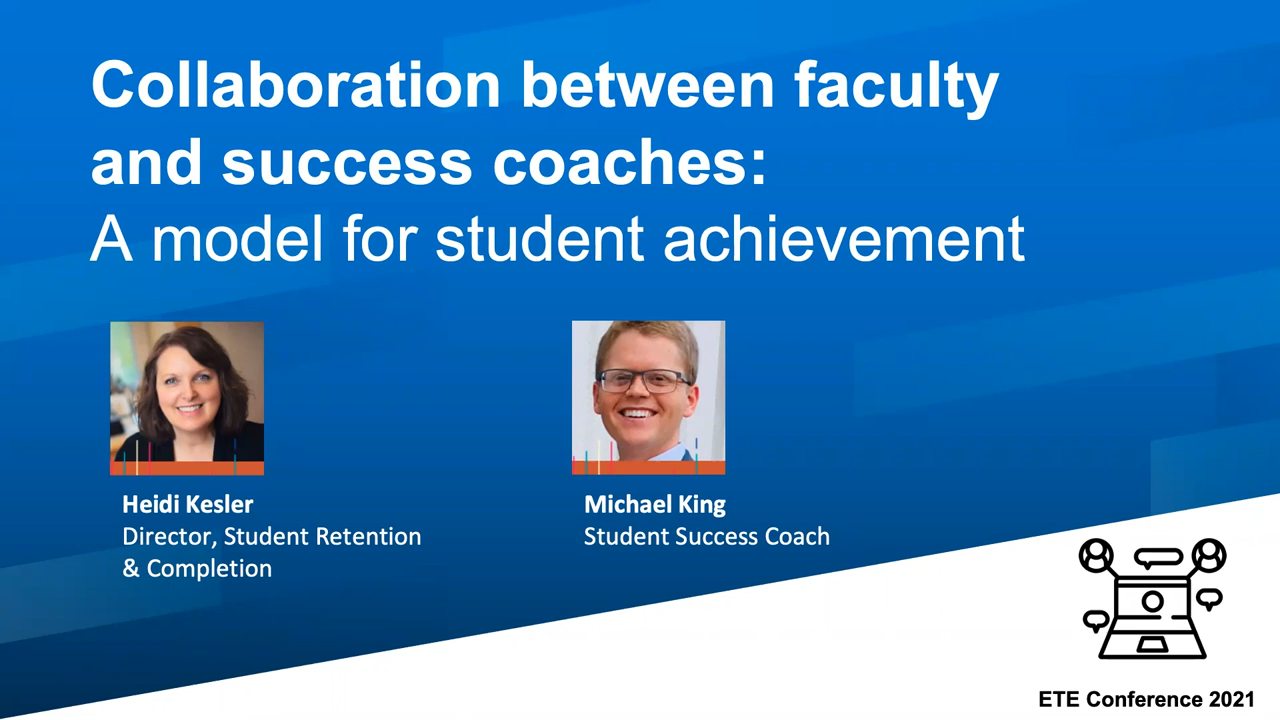 Collaboration between faculty
and success coaches:
A model for student achievement
Heidi Kesler
Director, Student Retention
& Completion
Michael King
Student Success Coach
ETE Conference 2021